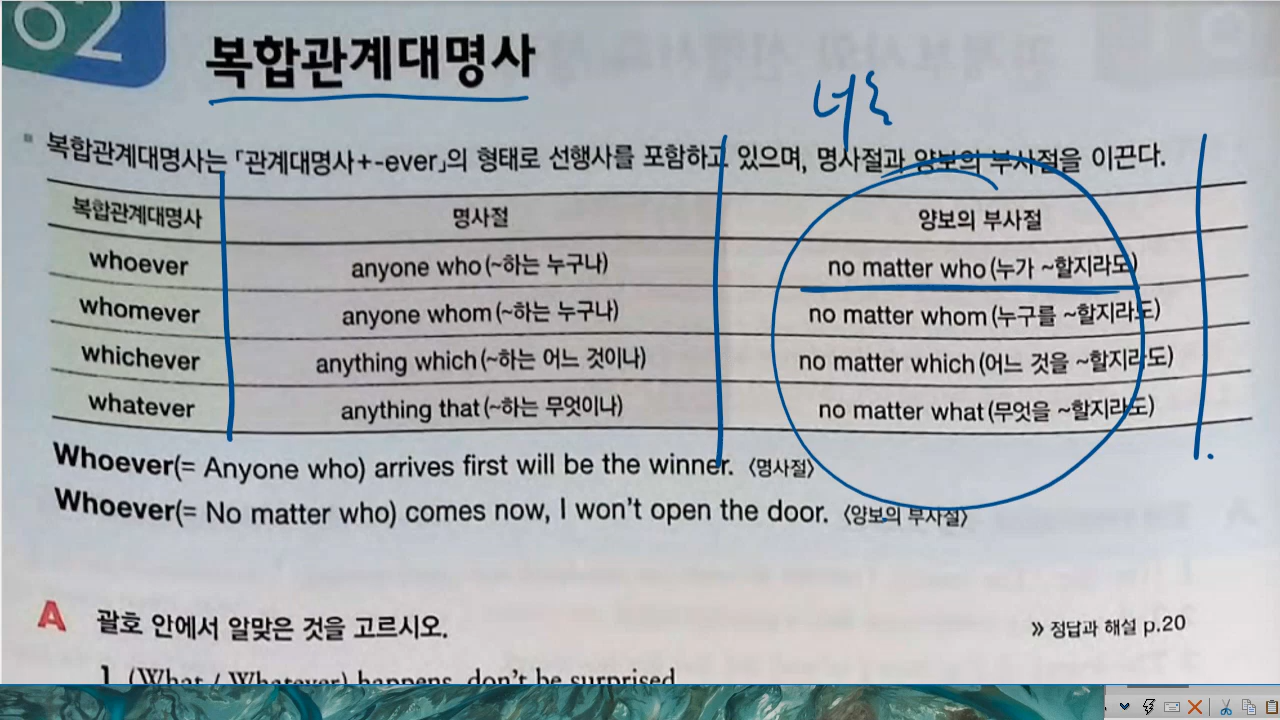 02
복합관계대명사
복합관계대명사는 「관계대명사+-ever」의 형태로 선행사를 포함하고 있으며, 명사절과 양보의 부사절을 이끈다.
복합관계대명사 명사절 양보의 부사절
whoever anyone who (~하는 누구나) no matter who (누가 ~할지라도)
whomever anyone whom (~하는 누구나) no matter whom (누구를 ~할지라도)
whichever anything which (~하는 어느 것이나) no matter which (어느 것을 ~할지라도)
whatever anything that (~하는 무엇이나) no matter what (무엇을 ~할지라도)
Whoever(= Anyone who) arrives first will be the winner. 〈명사절〉
Whoever(= No matter who) comes now, I won't open the door. 〈양보의 부사절〉
A 괄호 안에서 알맞은 것을 고르시오. » 정답과 해설 p.20
1 (What / Whatever) happens, don't be surprised.